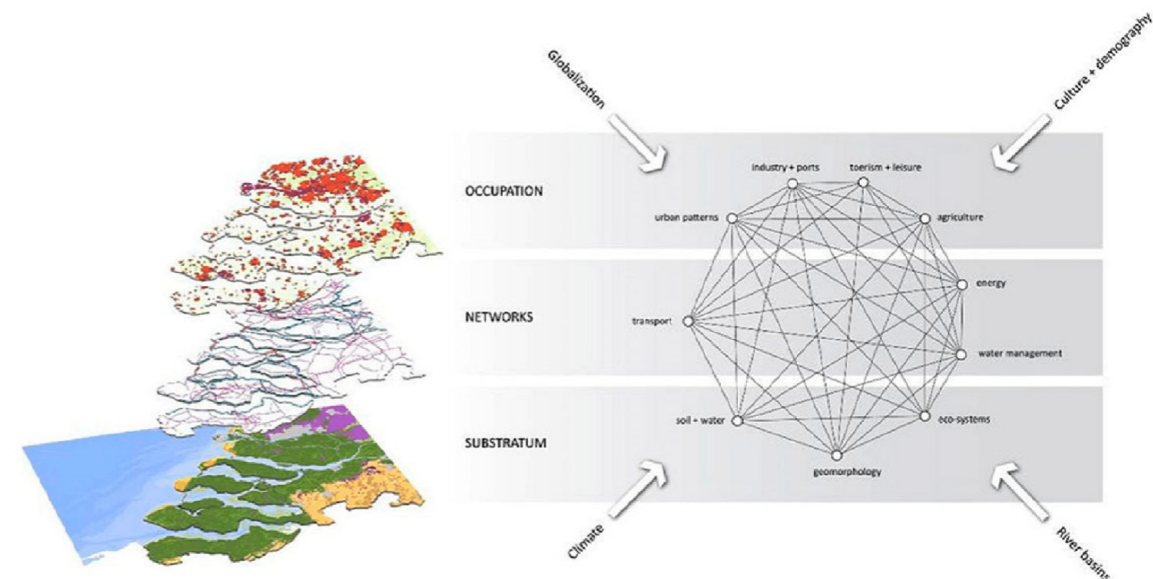 Globalization
Culture + demography
OCCUPATION
industry + ports
toerism + leisure
urban patterns
agriculture
NETWORKS
energy
transport
water management
SUBSTRATUM
soil + water
eco-systems
geomorphology
Climate
River basins